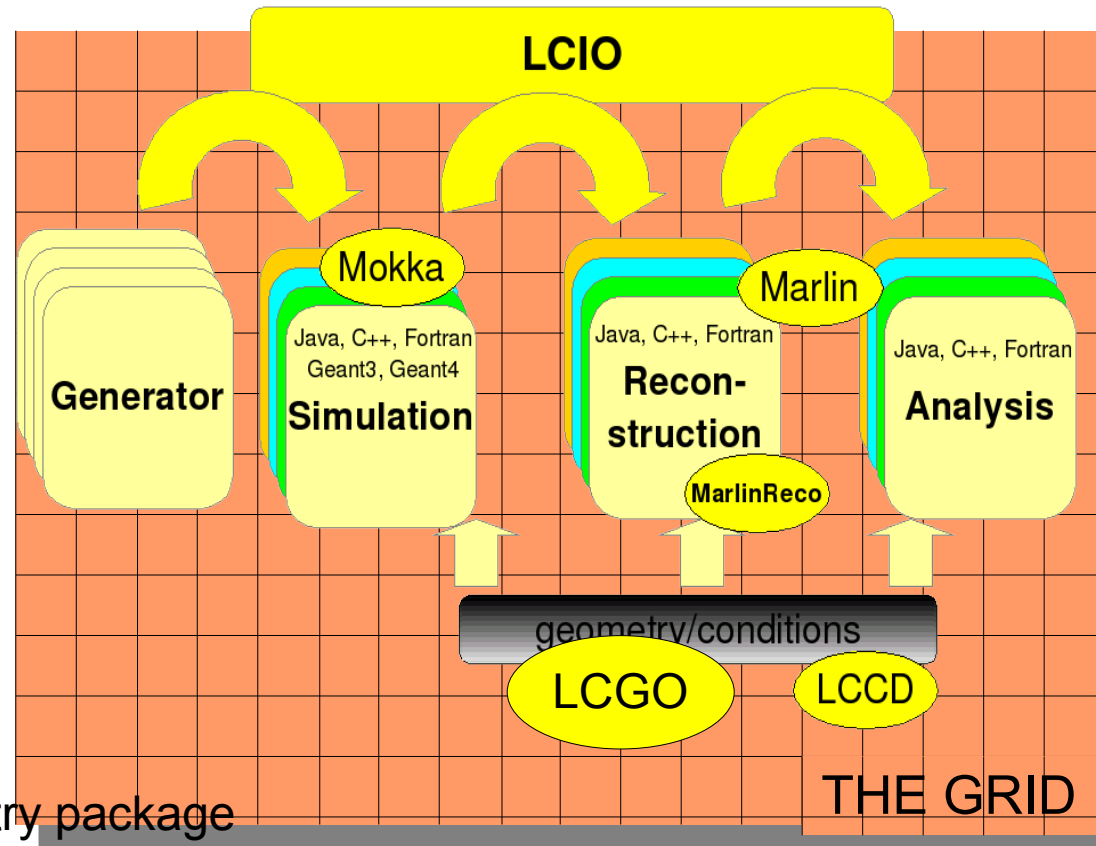 LCIO
Mokka
Marlin
Generator
Java, C++, Fortran
Geant3, Geant4
Simulation
Java, C++, Fortran
Recon-
struction
MarlinReco
Java, C++, Fortran
Analysis
geometry/conditions
LCGO
LCCD
THE GRID
try package